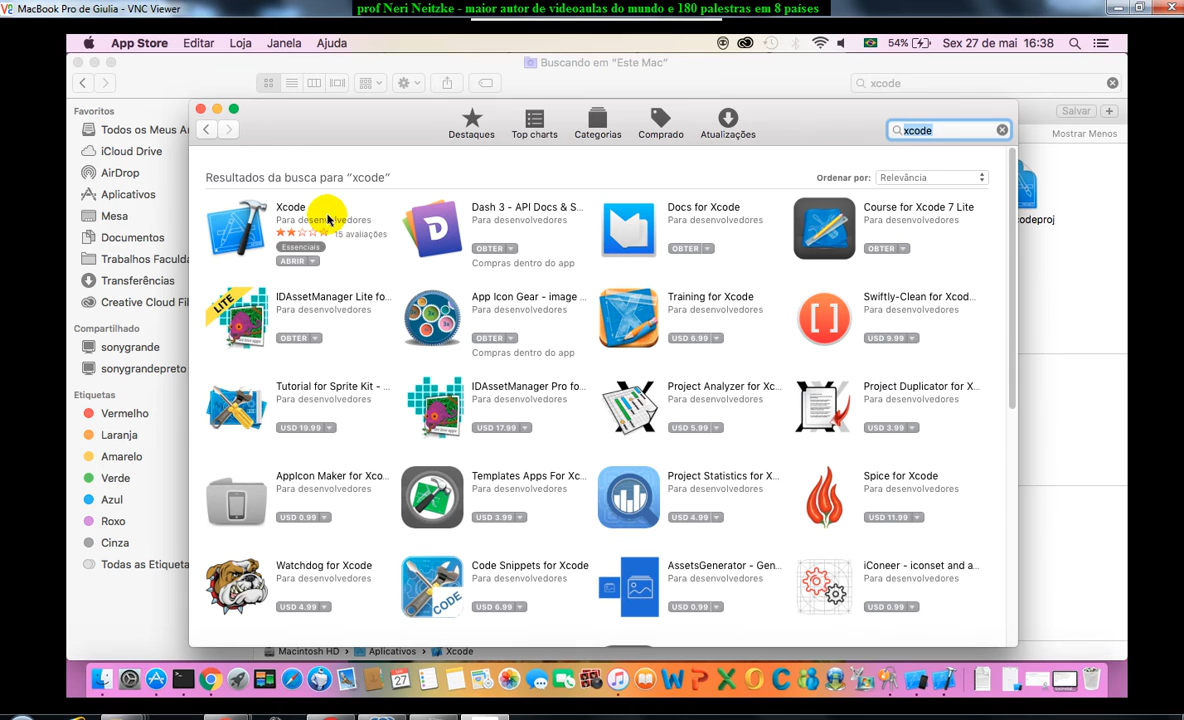 MacBook Pro de Giulia - VNC Viewer
prof Neri Neitzke - maior autor de videoaulas do mundo e 180 palestras em 8 países
App Store Editar Loja Janela Ajuda
54% Sex 27 de mai 16:38
Buscando em “Este Mac”
xcode
Favoritos
Todos os Meus Ar
iCloud Drive
AirDrop
Aplicativos
Mesa
Documentos
Trabalhos Faculda
Transferências
Creative Cloud Fil
Compartilhado
sonygrande
sonygrandepreto
Etiquetas
Vermelho
Laranja
Amarelo
Verde
Azul
Roxo
Cinza
Todas as Etiqueta
Salvar
Mostrar Menos
codeproj
Destaques Top charts Categorias Comprado Atualizações
xcode
Resultados da busca para “xcode”
Ordenar por: Relevância
Xcode
Para desenvolvedores
15 avaliações
Essenciais
ABRIR
Dash 3 - API Docs & S...
Para desenvolvedores
OBTER
Compras dentro do app
Docs for Xcode
Para desenvolvedores
OBTER
Course for Xcode 7 Lite
Para desenvolvedores
OBTER
LITE
IDAssetManager Lite fo...
Para desenvolvedores
OBTER
App Icon Gear - image ...
Para desenvolvedores
OBTER
Compras dentro do app
Training for Xcode
Para desenvolvedores
USD 6.99
Swiftly-Clean for Xcod...
Para desenvolvedores
USD 9.99
Tutorial for Sprite Kit - ...
Para desenvolvedores
USD 19.99
IDAssetManager Pro fo...
Para desenvolvedores
USD 17.99
Project Analyzer for Xc...
Para desenvolvedores
USD 5.99
Project Duplicator for X...
Para desenvolvedores
USD 3.99
AppIcon Maker for Xco...
Para desenvolvedores
USD 0.99
Templates Apps For Xc...
Para desenvolvedores
USD 3.99
Project Statistics for X...
Para desenvolvedores
USD 4.99
Spice for Xcode
Para desenvolvedores
USD 11.99
Watchdog for Xcode
Para desenvolvedores
USD 4.99
CODE
Code Snippets for Xcode
Para desenvolvedores
USD 6.99
AssetsGenerator - Gen...
Para desenvolvedores
USD 0.99
iConeer - iconset and a...
Para desenvolvedores
USD 0.99
Macintosh HD Aplicativos Xcode
27